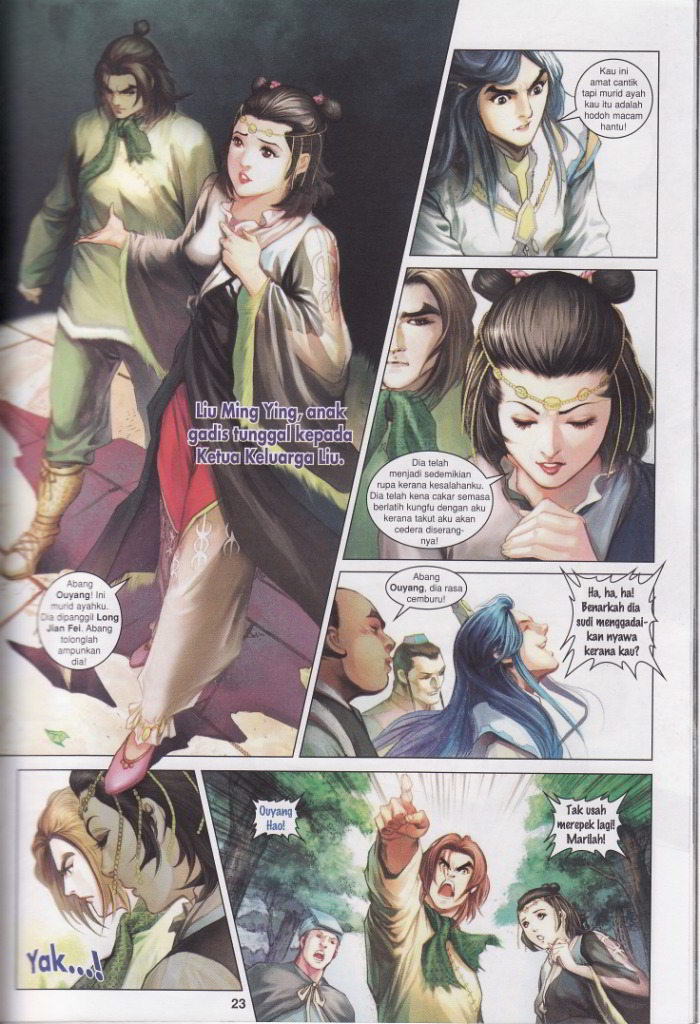 Liu Ming Ying, anak
gadis tunggal kepada
Ketua Keluarga Liu.
Abang
Ouyang! Ini
murid ayahku.
Dia dipanggil Long
Jian Fei. Abang
tolonglah
ampunkan
dia!
Kau ini
amat cantik
tapi murid ayah
kau itu adalah
hodoh macam
hantu!
Dia telah
menjadi sedemikian
rupa kerana kesalahanku.
Dia telah kena cakar semasa
berlatih kungfu dengan aku
kerana takut aku akan
cedera diserang-
nya!
Abang
Ouyang, dia rasa
cemburu!
Ha, ha, ha!
Benarkah dia
sudi menggadai-
kan nyawa
kerana kau?
Yak...!
Ouyang
Hao!
Tak usah
merepek lagi!
Marilah!
23